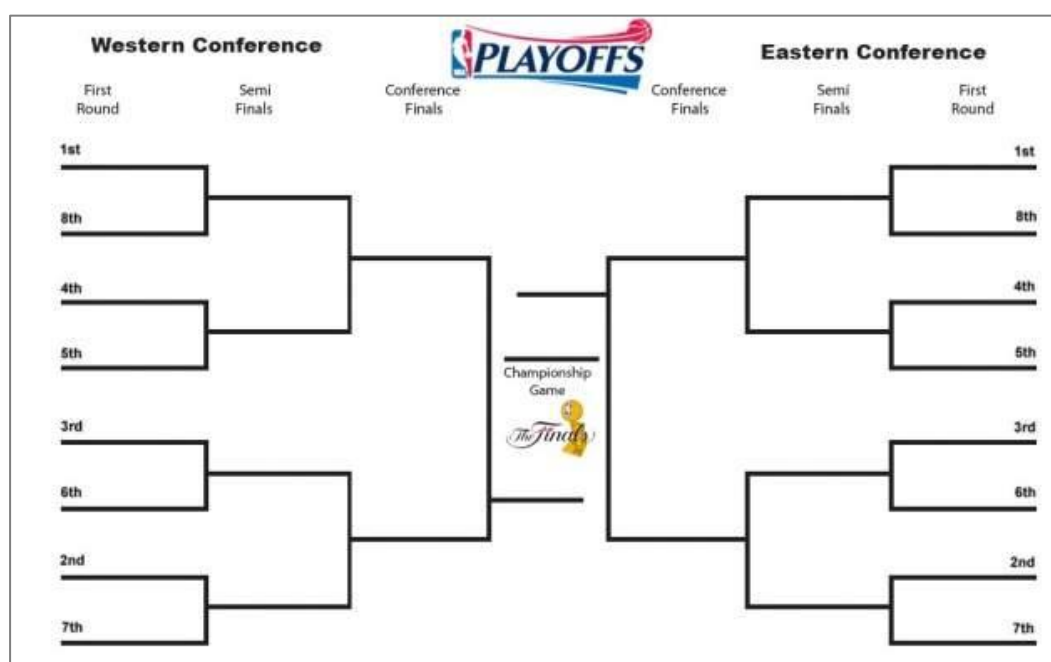 Western Conference
NBA PLAYOFFS
Eastern Conference
First
Round
Semi
Finals
Conference
Finals
Conference
Finals
Semi
Finals
First
Round
1st
8th
4th
5th
3rd
6th
2nd
7th
Championship
Game
The Finals
1st
8th
4th
5th
3rd
6th
2nd
7th